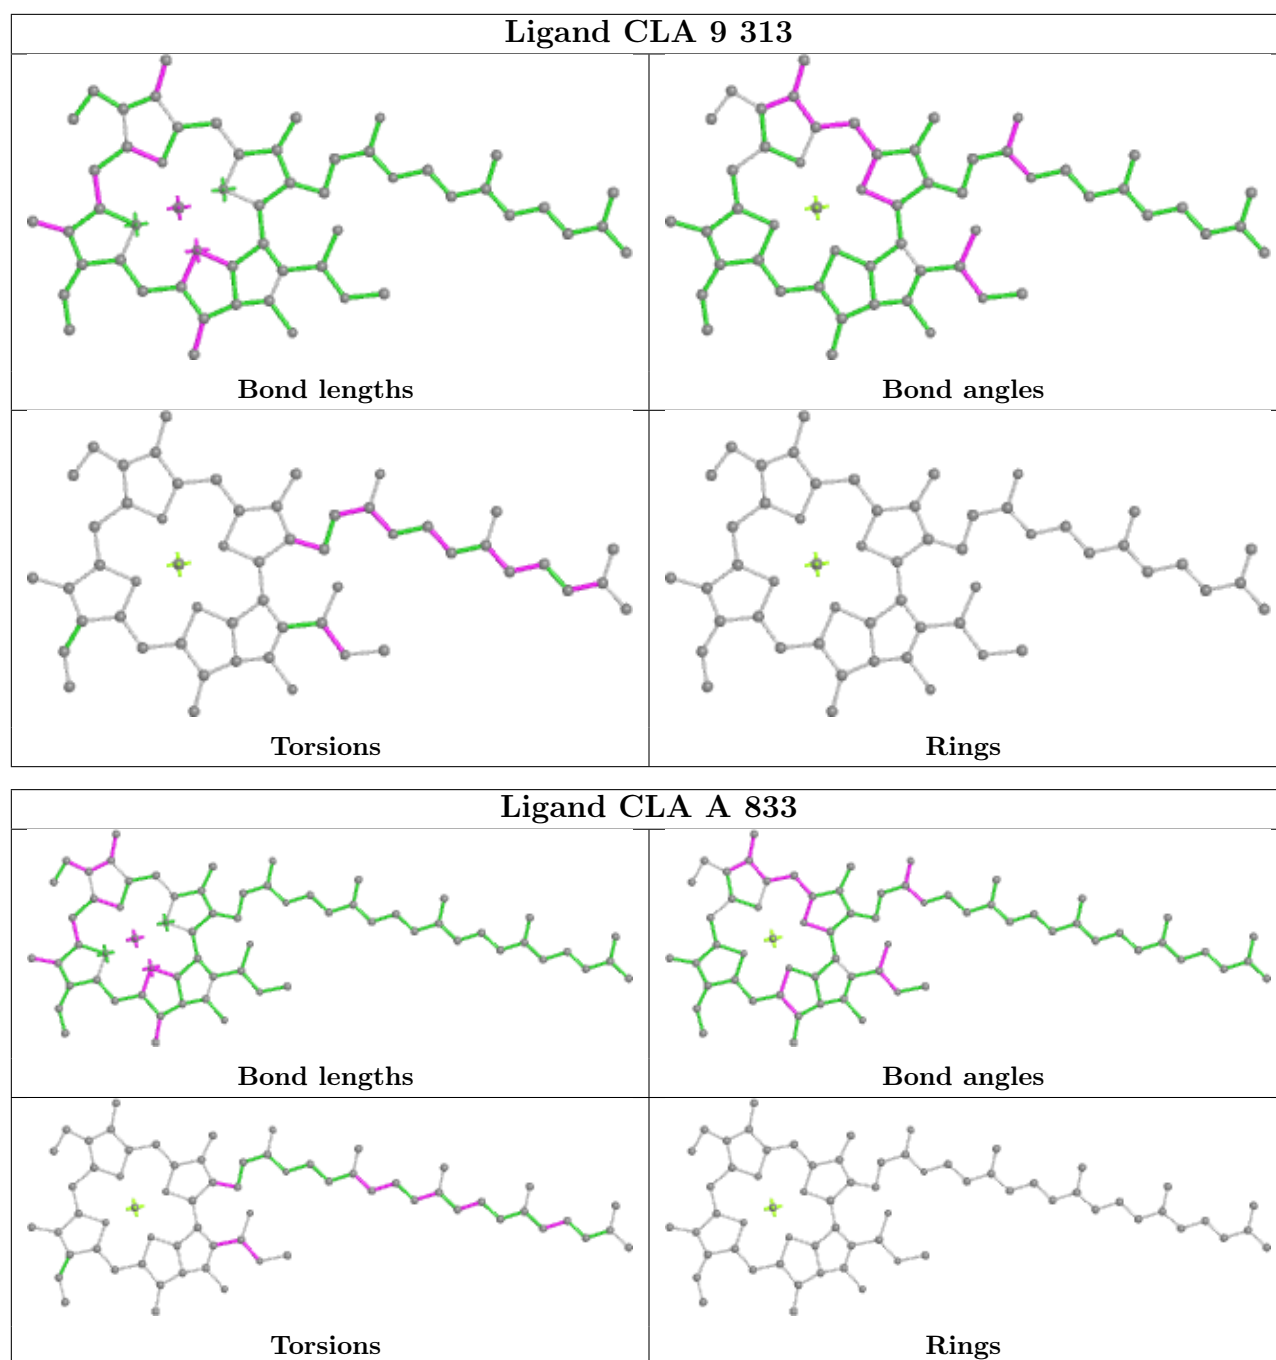 Ligand CLA 9 313
Bond lengths
Bond angles
Torsions
Rings
Ligand CLA A 833
Bond lengths
Bond angles
Torsions
Rings